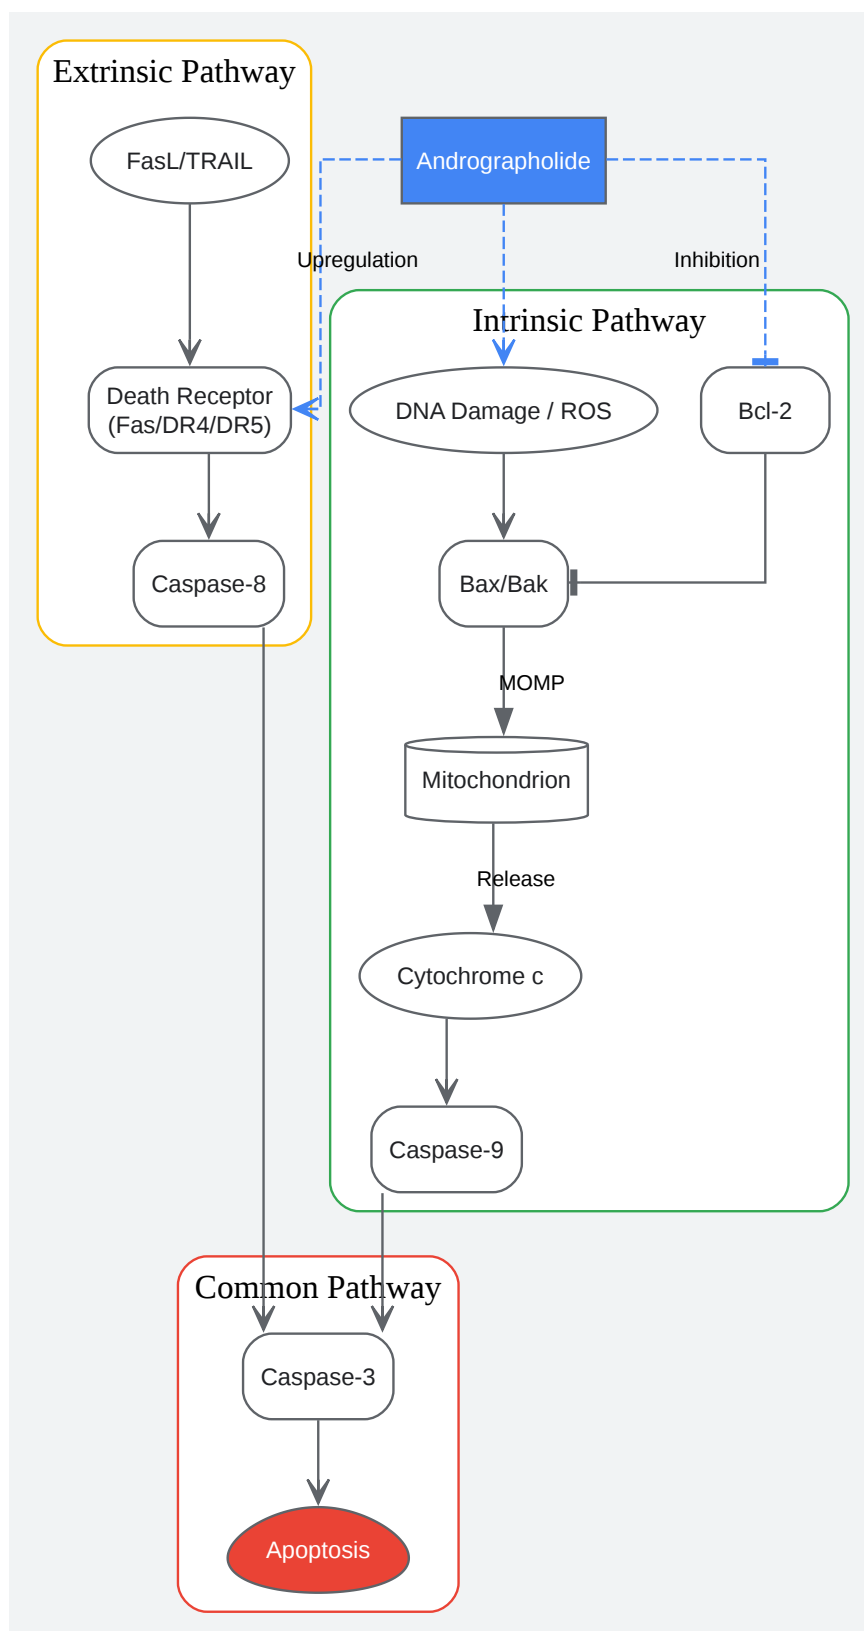 Extrinsic Pathway
FasL/TRAIL
Andrographolide
Upregulation
Inhibition
Intrinsic Pathway
Death Receptor
(Fas/DR4/DR5)
DNA Damage / ROS
Bcl-2
Caspase-8
Bax/Bak
MOMP
Mitochondrion
Release
Cytochrome c
Caspase-9
Common Pathway
Caspase-3
Apoptosis